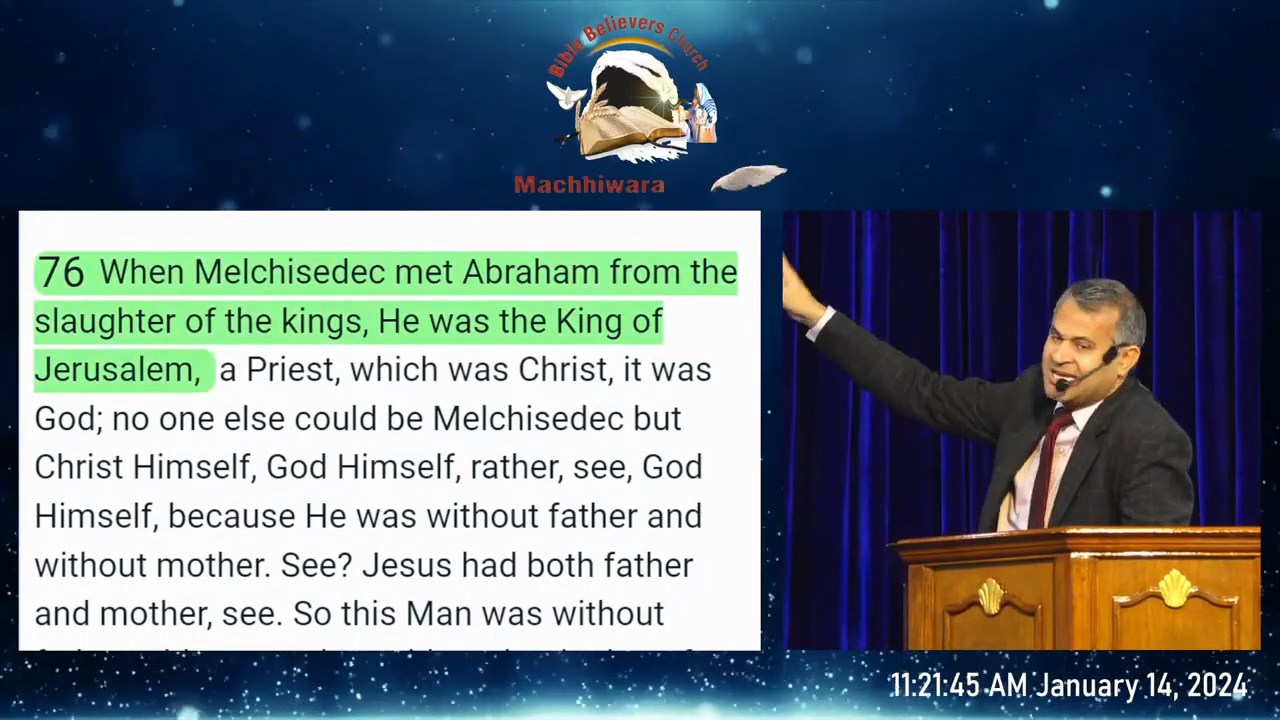 Bible Believers Church
Machhiwara
76 When Melchisedec met Abraham from the
slaughter of the kings, He was the King of
Jerusalem, a Priest, which was Christ, it was
God; no one else could be Melchisedec but
Christ Himself, God Himself, rather, see, God
Himself, because He was without father and
without mother. See? Jesus had both father
and mother, see. So this Man was without
11:21:45 AM January 14, 2024